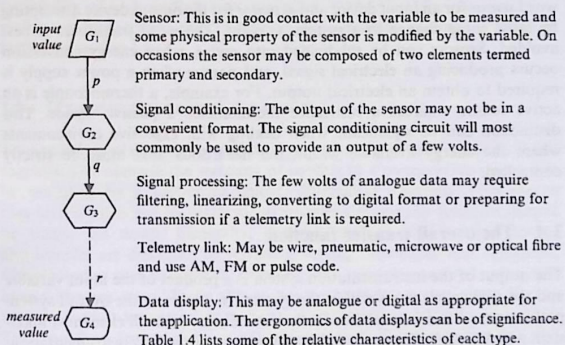 input
value
G1
Sensor: This is in good contact with the variable to be measured and
some physical property of the sensor is modified by the variable. On
occasions the sensor may be composed of two elements termed
primary and secondary.
p
G2
Signal conditioning: The output of the sensor may not be in a
convenient format. The signal conditioning circuit will most
commonly be used to provide an output of a few volts.
q
G3
Signal processing: The few volts of analogue data may require
filtering, linearizing, converting to digital format or preparing for
transmission if a telemetry link is required.
Telemetry link: May be wire, pneumatic, microwave or optical fibre
and use AM, FM or pulse code.
r
measured
value
G4
Data display: This may be analogue or digital as appropriate for
the application. The ergonomics of data displays can be of significance.
Table 1.4 lists some of the relative characteristics of each type.